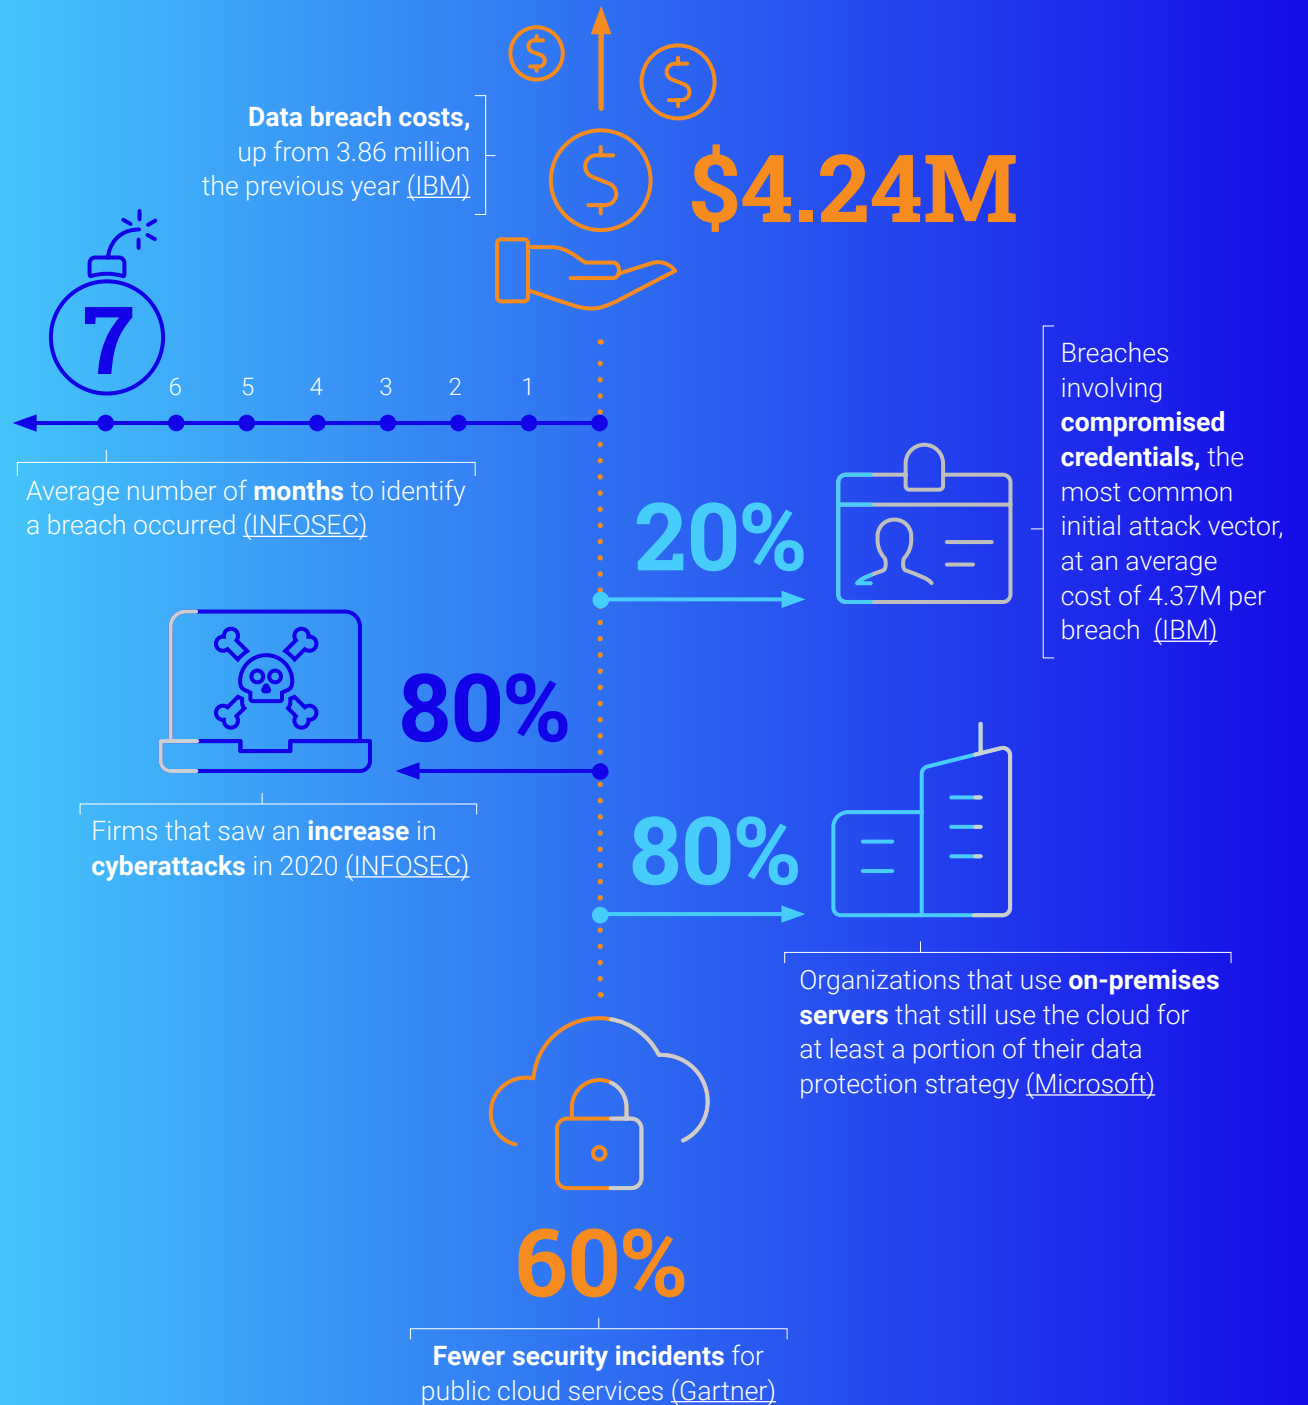 Data breach costs,
up from 3.86 million
the previous year (IBM)
$4.24M
7
6 5 4 3 2 1
Average number of months to identify
a breach occurred (INFOSEC)
20%
Breaches
involving
compromised
credentials, the
most common
initial attack vector,
at an average
cost of 4.37M per
breach (IBM)
80%
Firms that saw an increase in
cyberattacks in 2020 (INFOSEC)
80%
Organizations that use on-premises
servers that still use the cloud for
at least a portion of their data
protection strategy (Microsoft)
60%
Fewer security incidents for
public cloud services (Gartner)